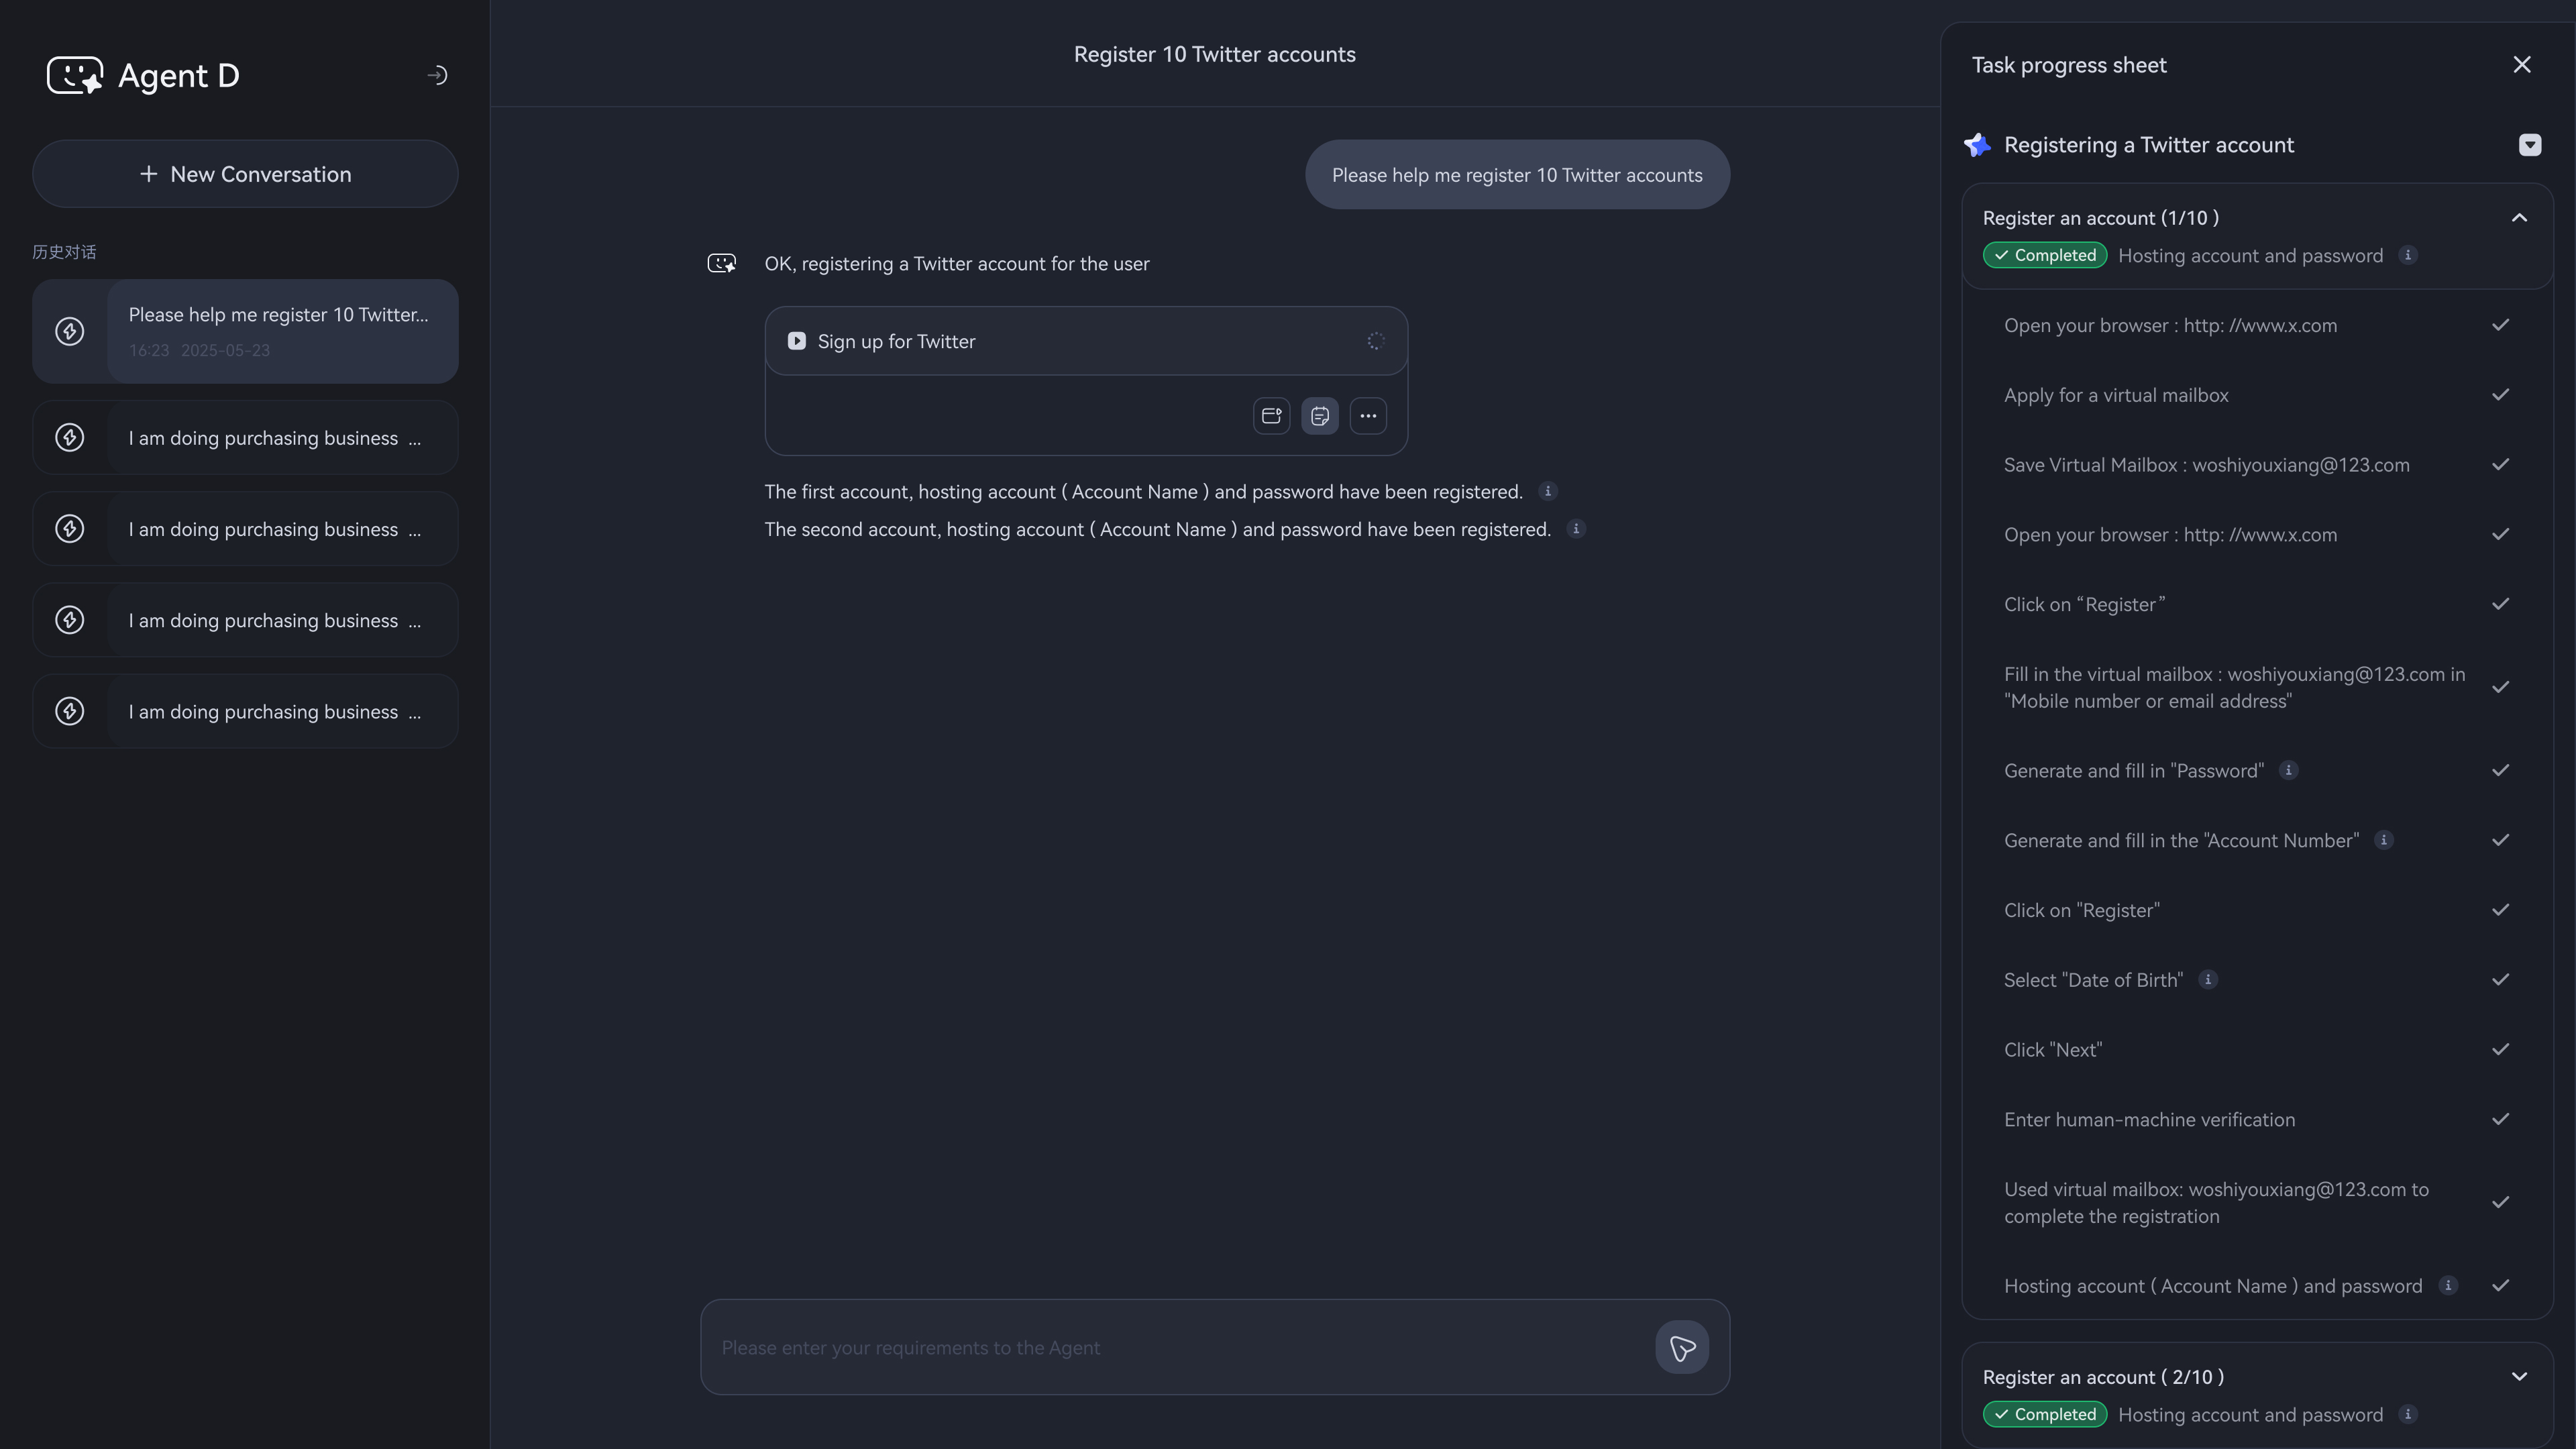 Agent D
New Conversation
历史对话
Please help me register 10 Twitter...
16:23 2025-05-23
I am doing purchasing business ...
I am doing purchasing business ...
I am doing purchasing business ...
I am doing purchasing business ...
Register 10 Twitter accounts
Please help me register 10 Twitter accounts
OK, registering a Twitter account for the user
Sign up for Twitter
The first account, hosting account ( Account Name ) and password have been registered.
The second account, hosting account ( Account Name ) and password have been registered.
Please enter your requirements to the Agent
Task progress sheet
Registering a Twitter account
Register an account (1/10 )
Completed Hosting account and password
Open your browser : http: //www.x.com
Apply for a virtual mailbox
Save Virtual Mailbox : woshiyouxiang@123.com
Open your browser : http: //www.x.com
Click on “Register”
Fill in the virtual mailbox : woshiyouxiang@123.com in
"Mobile number or email address"
Generate and fill in "Password"
Generate and fill in the "Account Number"
Click on "Register"
Select "Date of Birth"
Click "Next"
Enter human-machine verification
Used virtual mailbox: woshiyouxiang@123.com to
complete the registration
Hosting account ( Account Name ) and password
Register an account ( 2/10 )
Completed Hosting account and password